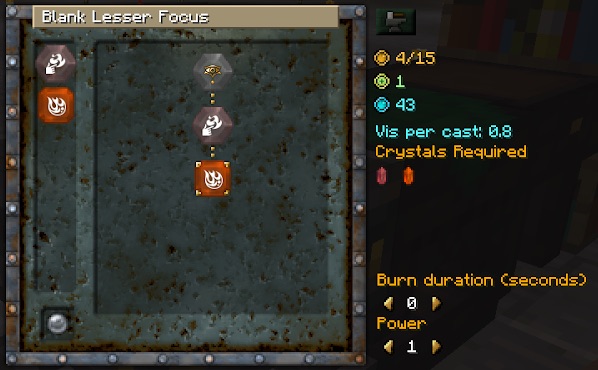 Blank Lesser Focus
4/15
1
43
Vis per cast: 0.8
Crystals Required
Burn duration (seconds)
0
Power
1